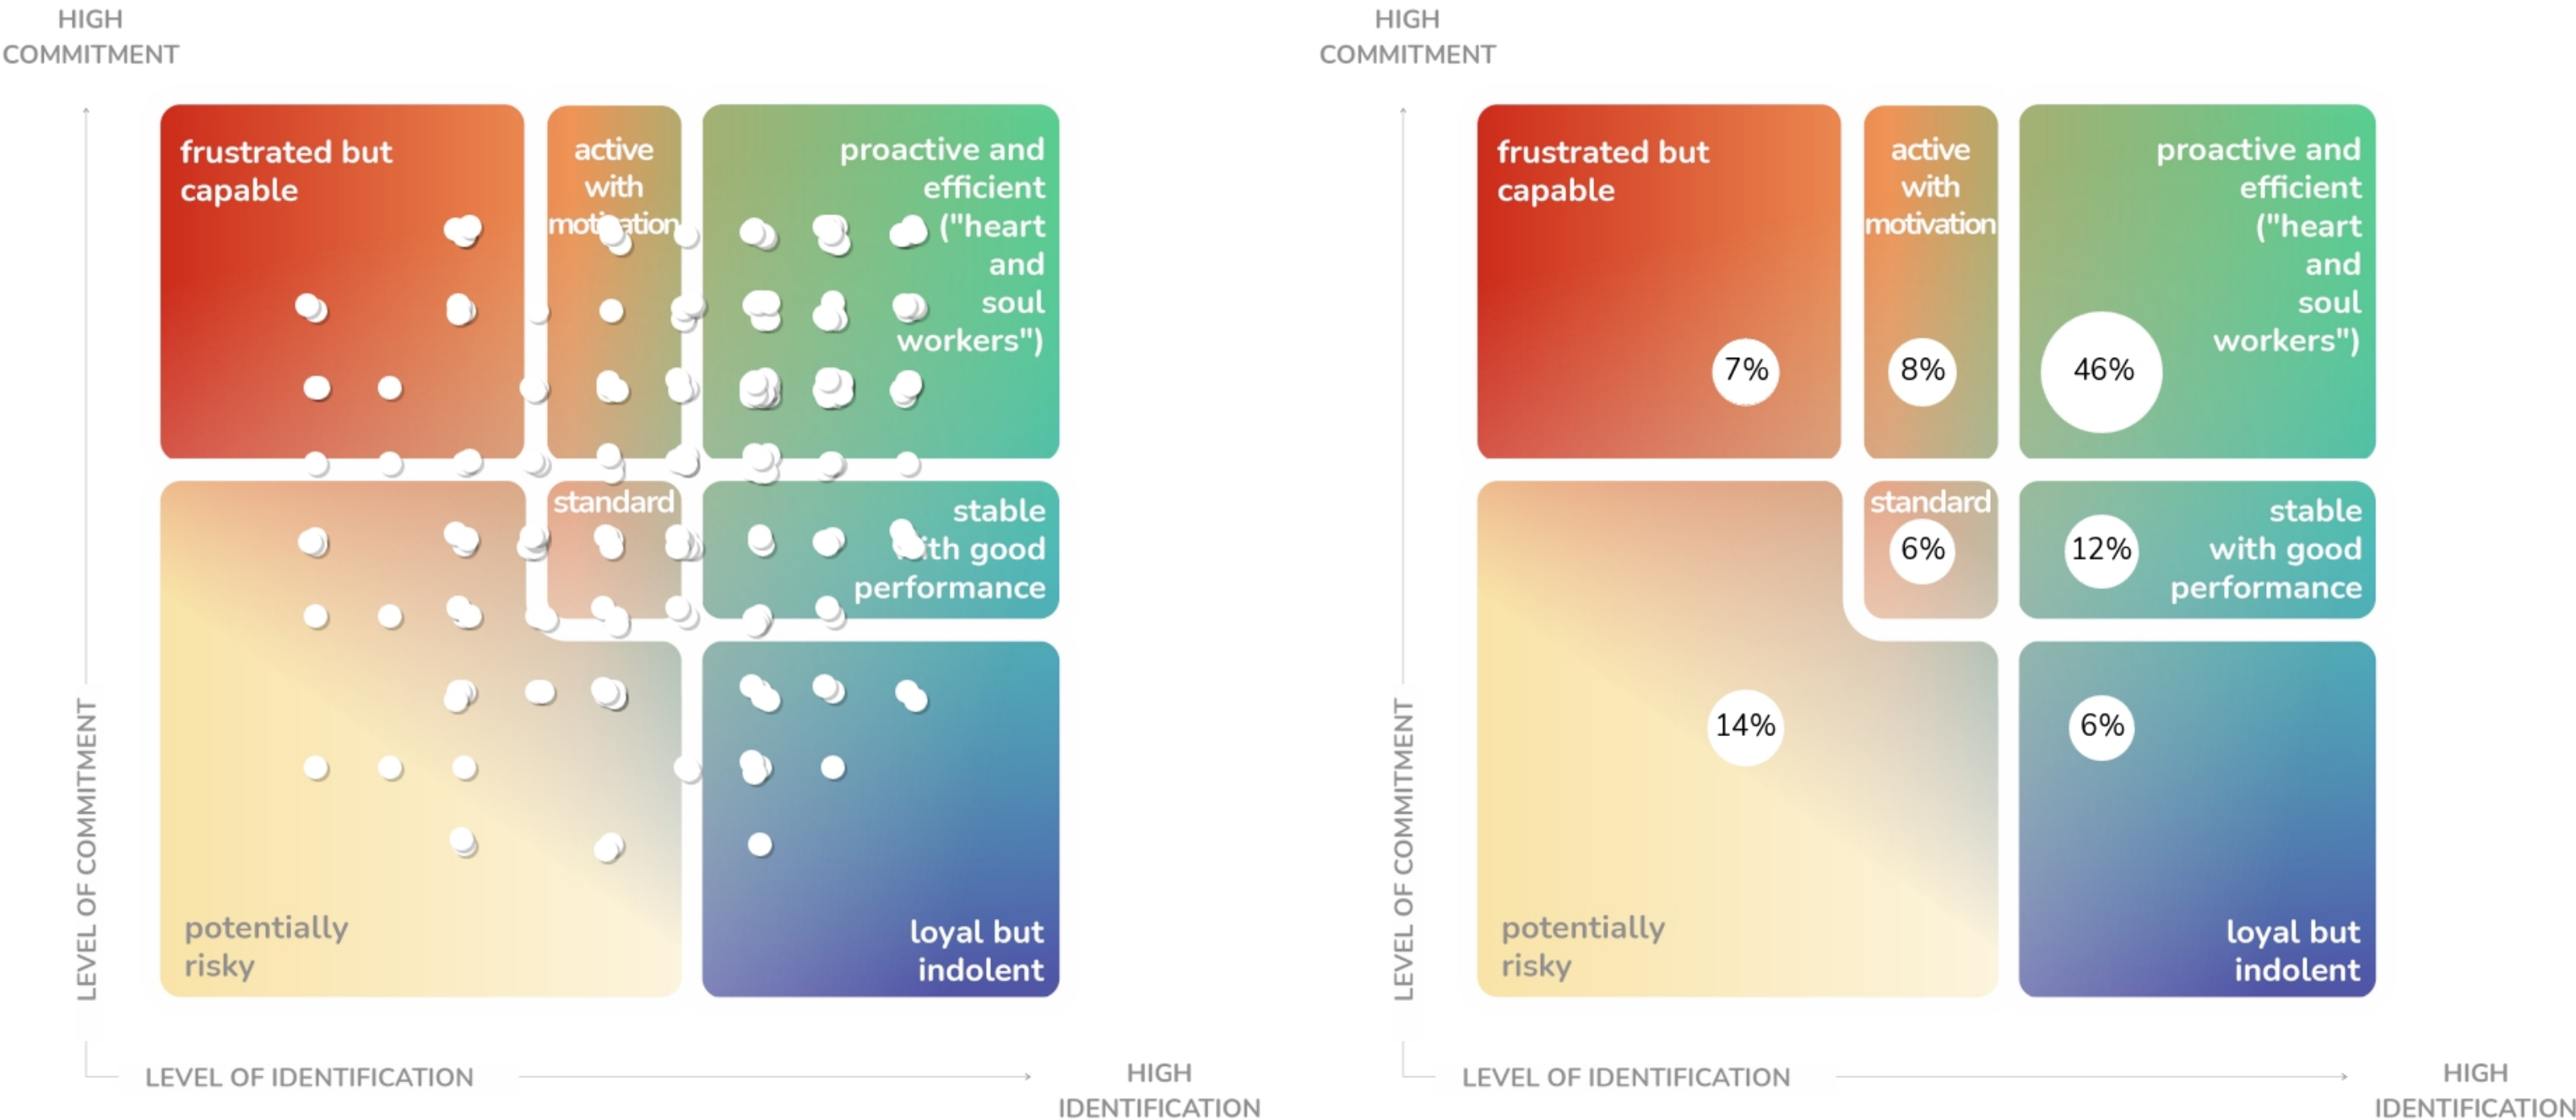 HIGH
COMMITMENT
frustrated but
capable
active
with
motivation
proactive and
efficient
("heart
and
soul
workers")
standard
stable
with good
performance
potentially
risky
loyal but
indolent
LEVEL OF COMMITMENT
LEVEL OF IDENTIFICATION
HIGH
IDENTIFICATION
HIGH
COMMITMENT
frustrated but
capable
7%
active
with
motivation
8%
proactive and
efficient
("heart
and
soul
workers")
46%
standard
6%
stable
with good
performance
12%
14%
potentially
risky
6%
loyal but
indolent
LEVEL OF COMMITMENT
LEVEL OF IDENTIFICATION
HIGH
IDENTIFICATION